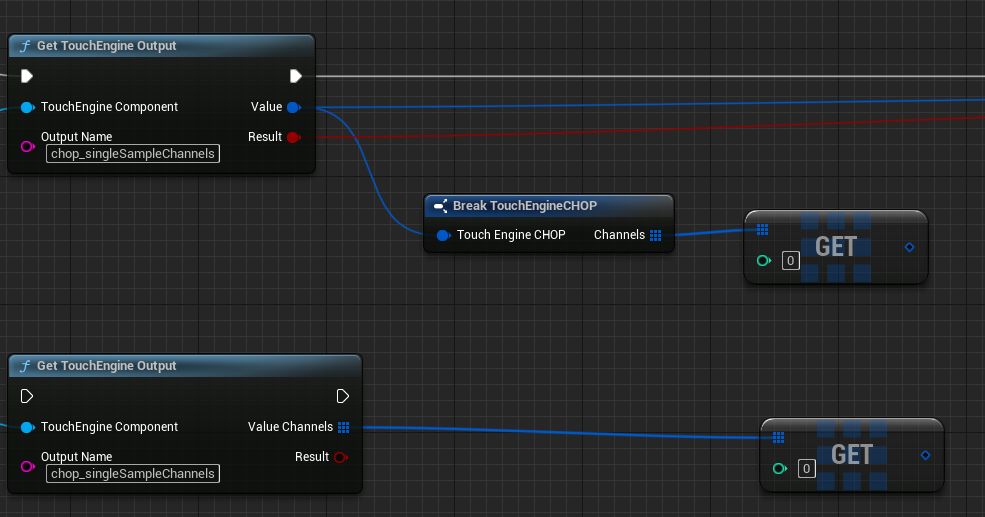 Get TouchEngine Output
TouchEngine Component Value
Output Name Result
chop_singleSampleChannels
Break TouchEngineCHOP
Touch Engine CHOP Channels
GET
0
Get TouchEngine Output
TouchEngine Component Value Channels
Output Name Result
chop_singleSampleChannels
GET
0